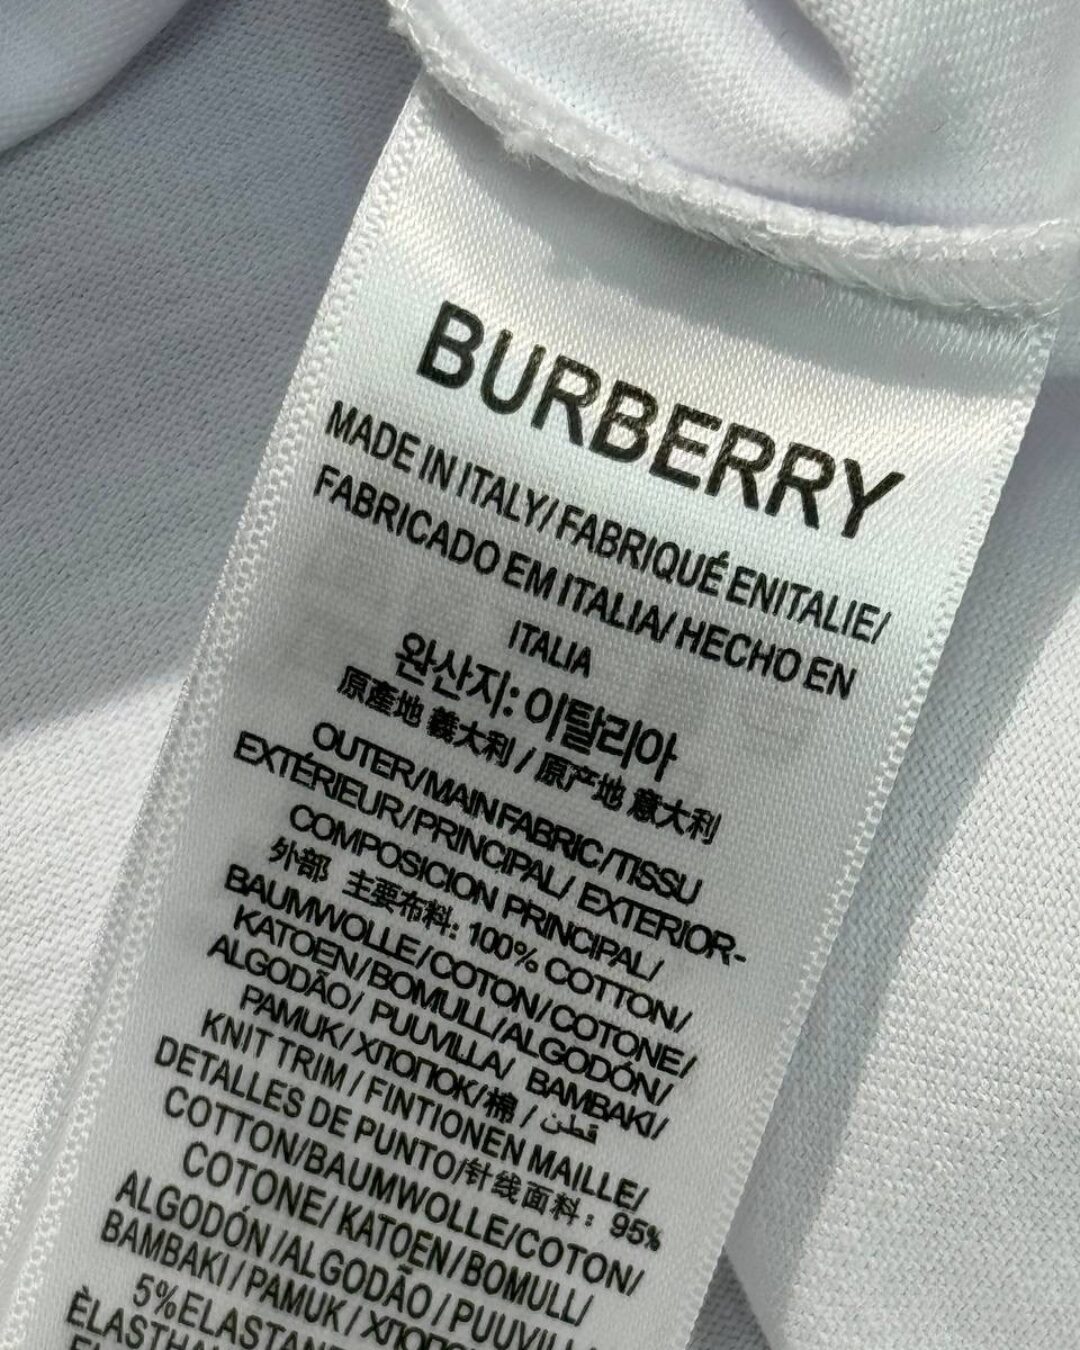 BURBERRY
MADE IN ITALY/ FABRIQUÉ ENITALIE/
FABRICADO EM ITALIA/ HECHO EN
ITALIA
완산지: 이탈리아
原產地 義大利 / 原产地 意大利
OUTER/MAINFABRIC/TISSU
EXTÉRIEUR/PRINCIPAL/ EXTERIOR-
COMPOSICION PRINCIPAL/
外部 主要布料: 100% COTTON/
BAUMWOLLE/COTON/COTONE/
KATOEN/BOMULL/ALGODÓN/
ALGODÃO/ PUUVILLA/ BAMBAKI/
PAMUK/ХЛОПОК/棉 / قطن
KNIT TRIM / FINTIONEN MAILLE/
DETALLES DE PUNTO/针线面料: 95%
COTTON/BAUMWOLLE/COTON/
COTONE/ KATOEN/BOMULL/
ALGODÓN/ALGODÃO/ PUUVILLA/
BAMBAKI/PAMUK/ ХЛОПОК
5%ELASTANE